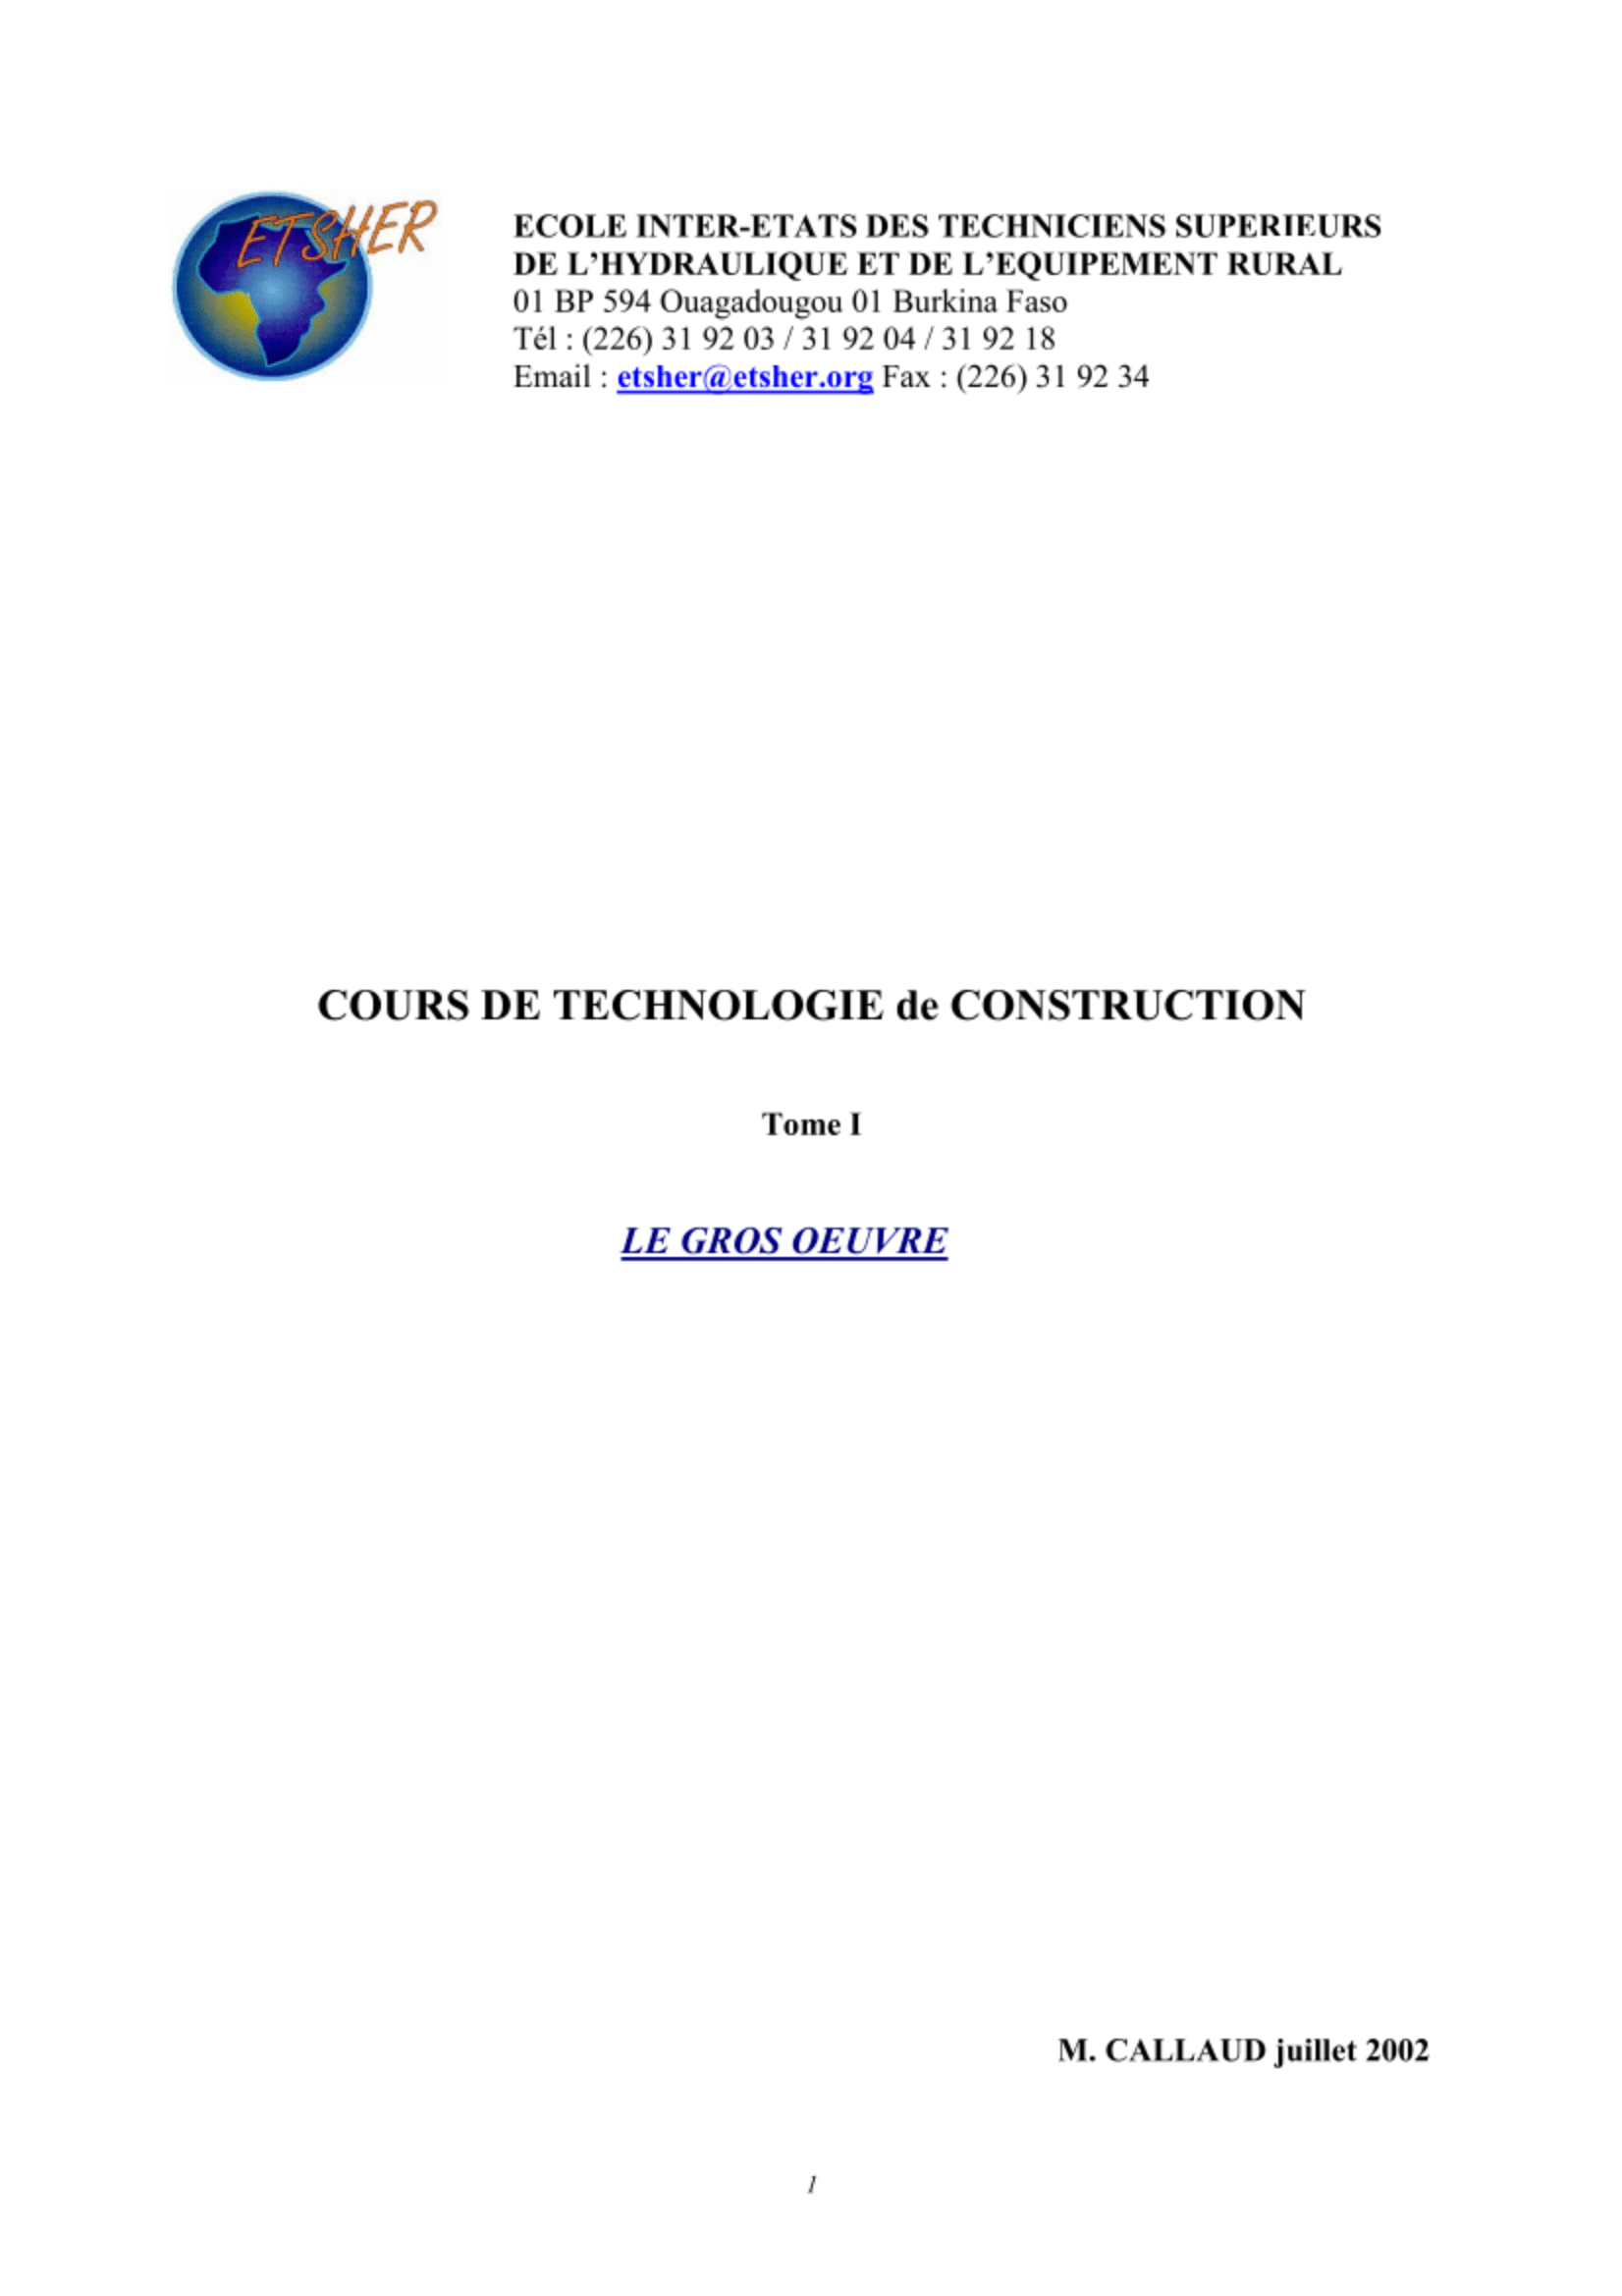 ETSHER
ECOLE INTER-ETATS DES TECHNICIENS SUPERIEURS
DE L’HYDRAULIQUE ET DE L’EQUIPEMENT RURAL
01 BP 594 Ouagadougou 01 Burkina Faso
Tél : (226) 31 92 03 / 31 92 04 / 31 92 18
Email : etsher@etsher.org Fax : (226) 31 92 34
COURS DE TECHNOLOGIE de CONSTRUCTION
Tome I
LE GROS OEUVRE
M. CALLAUD juillet 2002
1